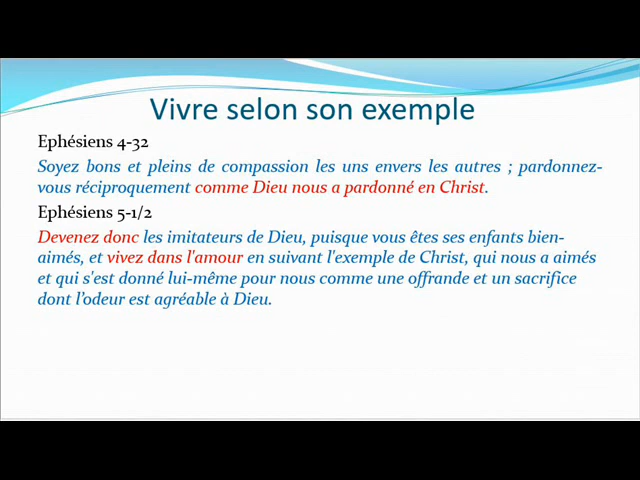 Vivre selon son exemple
Ephésiens 4-32
Soyez bons et pleins de compassion les uns envers les autres ; pardonnez-
vous réciproquement comme Dieu nous a pardonné en Christ.
Ephésiens 5-1/2
Devenez donc les imitateurs de Dieu, puisque vous êtes ses enfants bien-
aimés, et vivez dans l'amour en suivant l'exemple de Christ, qui nous a aimés
et qui s'est donné lui-même pour nous comme une offrande et un sacrifice
dont l’odeur est agréable à Dieu.